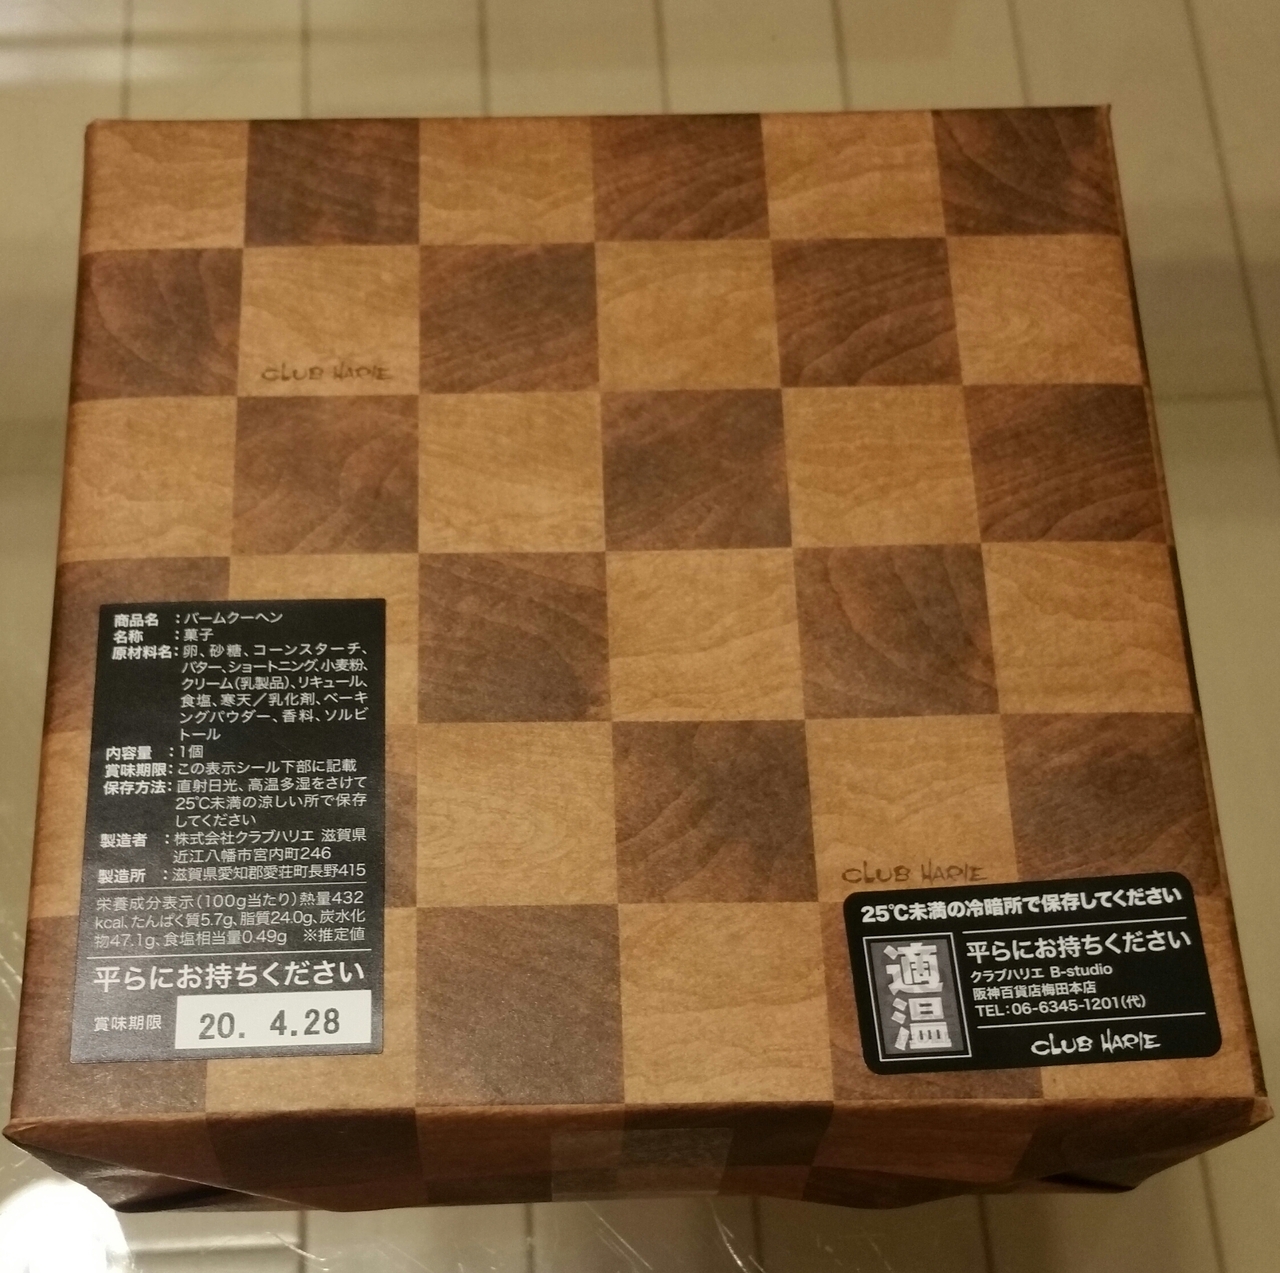 CLUB HARIE
商品名 ：バームクーヘン
名称 ：菓子
原材料名：卵、砂糖、コーンスターチ、
バター、ショートニング、小麦粉、
クリーム（乳製品）、リキュール、
食塩、寒天／乳化剤、ベーキ
ングパウダー、香料、ソルビ
トール
内容量 ：1個
賞味期限：この表示シール下部に記載
保存方法：直射日光、高温多湿をさけて
25℃未満の涼しい所で保存
してください
製造者 ：株式会社クラブハリエ 滋賀県
近江八幡市宮内町246
製造所 ：滋賀県愛知郡愛荘町長野415
栄養成分表示（100g当たり）熱量432
kcal、たんぱく質5.7g、脂質24.0g、炭水化
物47.1g、食塩相当量0.49g ※推定値
平らにお持ちください
賞味期限 20. 4.28
CLUB HARIE
25℃未満の冷暗所で保存してください
適温
平らにお持ちください
クラブハリエ B-studio
阪神百貨店梅田本店
TEL：06-6345-1201（代）
CLUB HARIE